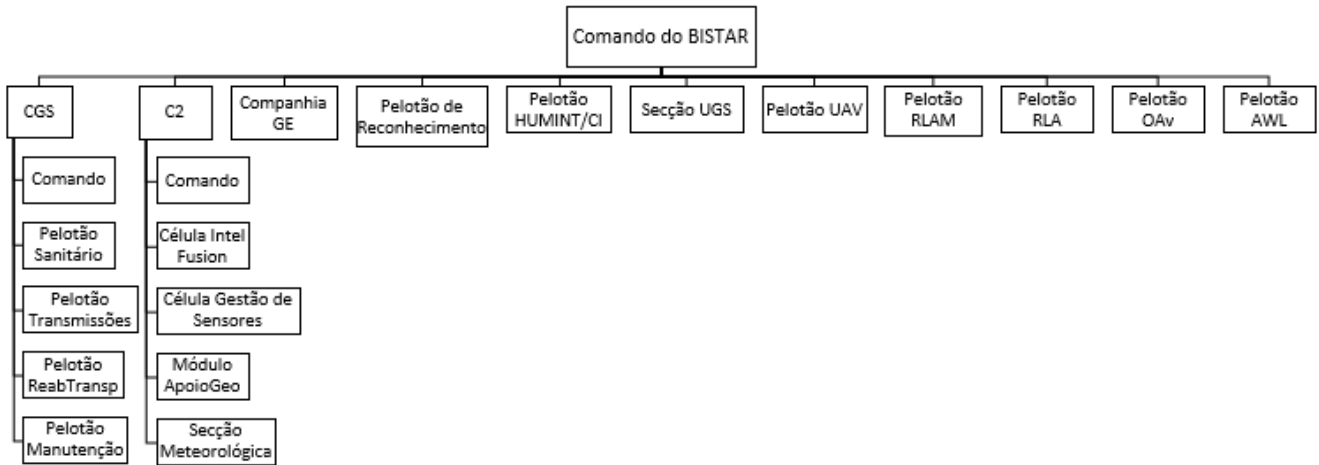 Comando do BISTAR
CGS
C2
Companhia
GE
Pelotão de
Reconhecimento
Pelotão
HUMINT/CI
Secção UGS
Pelotão UAV
Pelotão
RLAM
Pelotão
RLA
Pelotão
OAv
Pelotão
AWL
Comando
Pelotão
Sanitário
Pelotão
Transmissões
Pelotão
ReabTransp
Pelotão
Manutenção
Comando
Célula Intel
Fusion
Célula Gestão de
Sensores
Módulo
ApoioGeo
Secção
Meteorológica